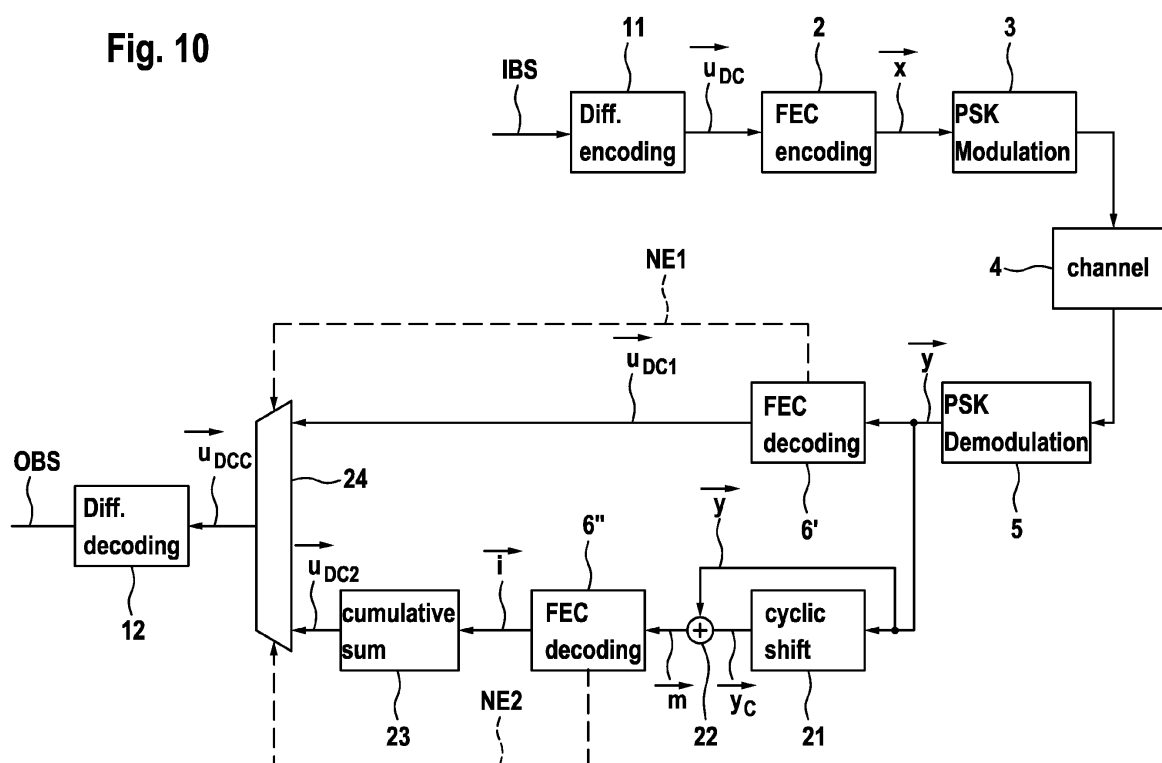 Fig. 10
11
2
3
IBS
u DC
x
Diff.
encoding
FEC
encoding
PSK
Modulation
4
channel
NE1
u DC1
y
FEC
decoding
PSK
Demodulation
OBS
u DCC
24
6'
5
Diff.
decoding
12
u DC2
6"
i
y
cumulative
sum
FEC
decoding
+
cyclic
shift
23
NE2
m
22
y C
21